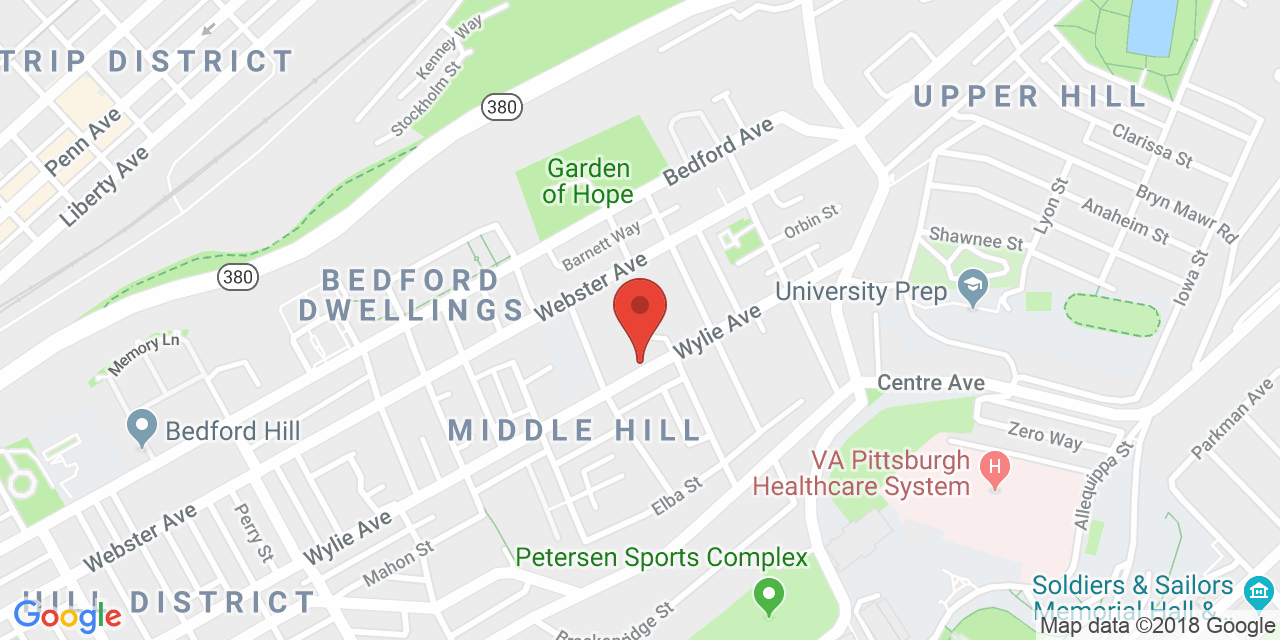 Kenney Way
Stockholm St
TRIP DISTRICT
380
UPPER HILL
Penn Ave
Liberty Ave
Clarissa St
Garden
of Hope
Bedford Ave
Bryn Mawr Rd
Lyon St
Anaheim St
Orbin St
Barnett Way
Shawnee St
Iowa St
380
BEDFORD
DWELLINGS
Webster Ave
University Prep
Wylie Ave
Memory Ln
Centre Ave
Parkman Ave
Bedford Hill
MIDDLE HILL
Zero Way
VA Pittsburgh
Healthcare System
H
Allequippa St
Elba St
Webster Ave
Perry St
Wylie Ave
Mahon St
Petersen Sports Complex
HILL DISTRICT
Google
Breckenridge St
Soldiers & Sailors
Memorial Hall &
Map data ©2018 Google